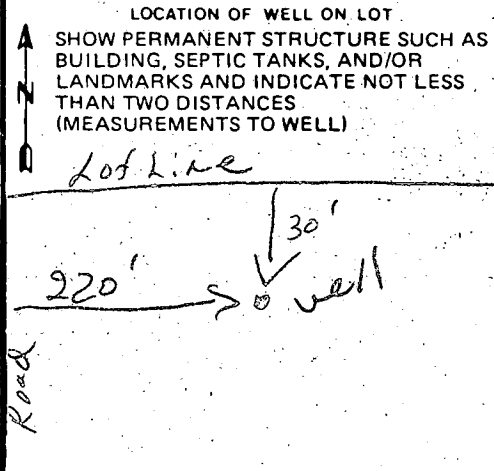 LOCATION OF WELL ON LOT
SHOW PERMANENT STRUCTURE SUCH AS
BUILDING, SEPTIC TANKS, AND/OR
LANDMARKS AND INDICATE NOT LESS
THAN TWO DISTANCES
(MEASUREMENTS TO WELL)
N
Lot Line
30'
220'
well
Road